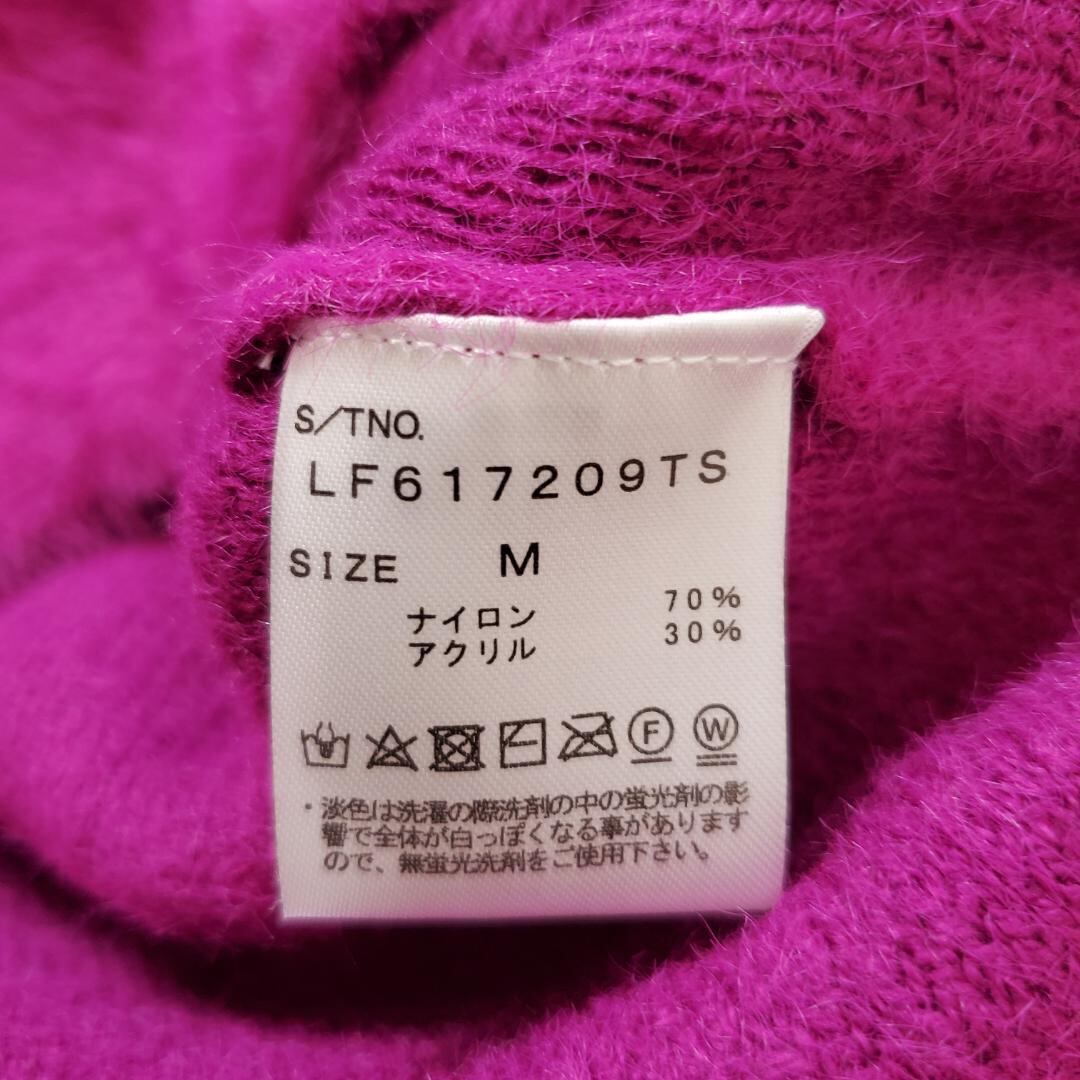 S/TNO.
LF617209TS
SIZE M
ナイロン 70%
アクリル 30%
F W
・淡色は洗濯の際洗剤の中の蛍光剤の影
響で全体が白っぽくなる事があります
ので、無蛍光洗剤をご使用下さい。